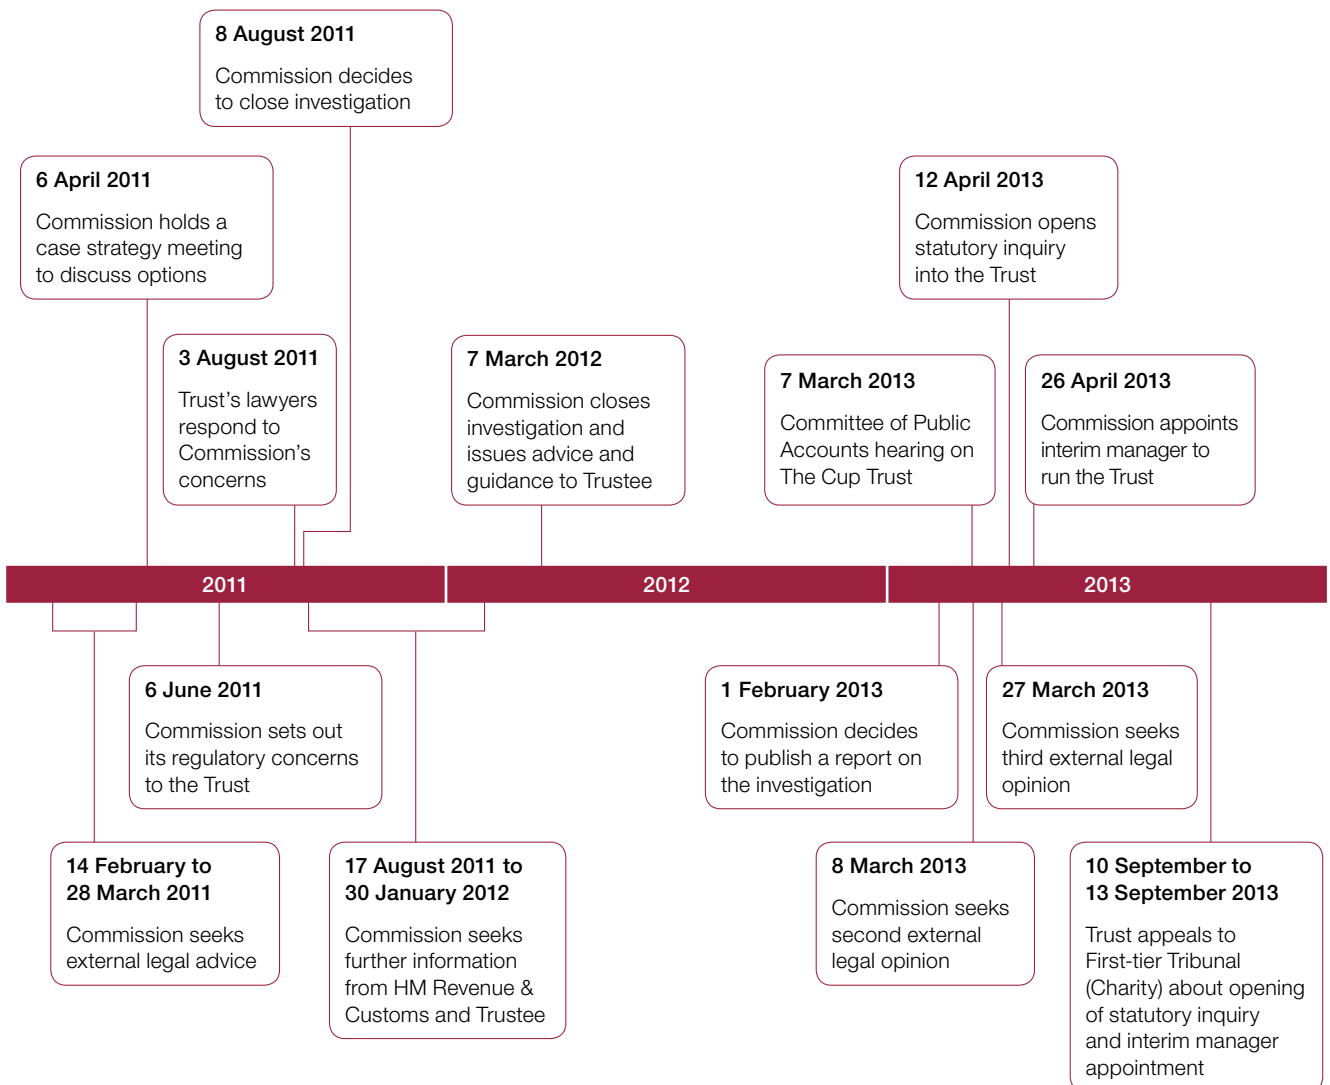 8 August 2011
Commission decides
to close investigation
6 April 2011
Commission holds a
case strategy meeting
to discuss options
12 April 2013
Commission opens
statutory inquiry
into the Trust
3 August 2011
Trust’s lawyers
respond to
Commission’s
concerns
7 March 2012
Commission closes
investigation and
issues advice and
guidance to Trustee
7 March 2013
Committee of Public
Accounts hearing on
The Cup Trust
26 April 2013
Commission appoints
interim manager to
run the Trust
2011
2012
2013
6 June 2011
Commission sets out
its regulatory concerns
to the Trust
1 February 2013
Commission decides
to publish a report on
the investigation
27 March 2013
Commission seeks
third external legal
opinion
14 February to
28 March 2011
Commission seeks
external legal advice
17 August 2011 to
30 January 2012
Commission seeks
further information
from HM Revenue &
Customs and Trustee
8 March 2013
Commission seeks
second external
legal opinion
10 September to
13 September 2013
Trust appeals to
First-tier Tribunal
(Charity) about opening
of statutory inquiry
and interim manager
appointment